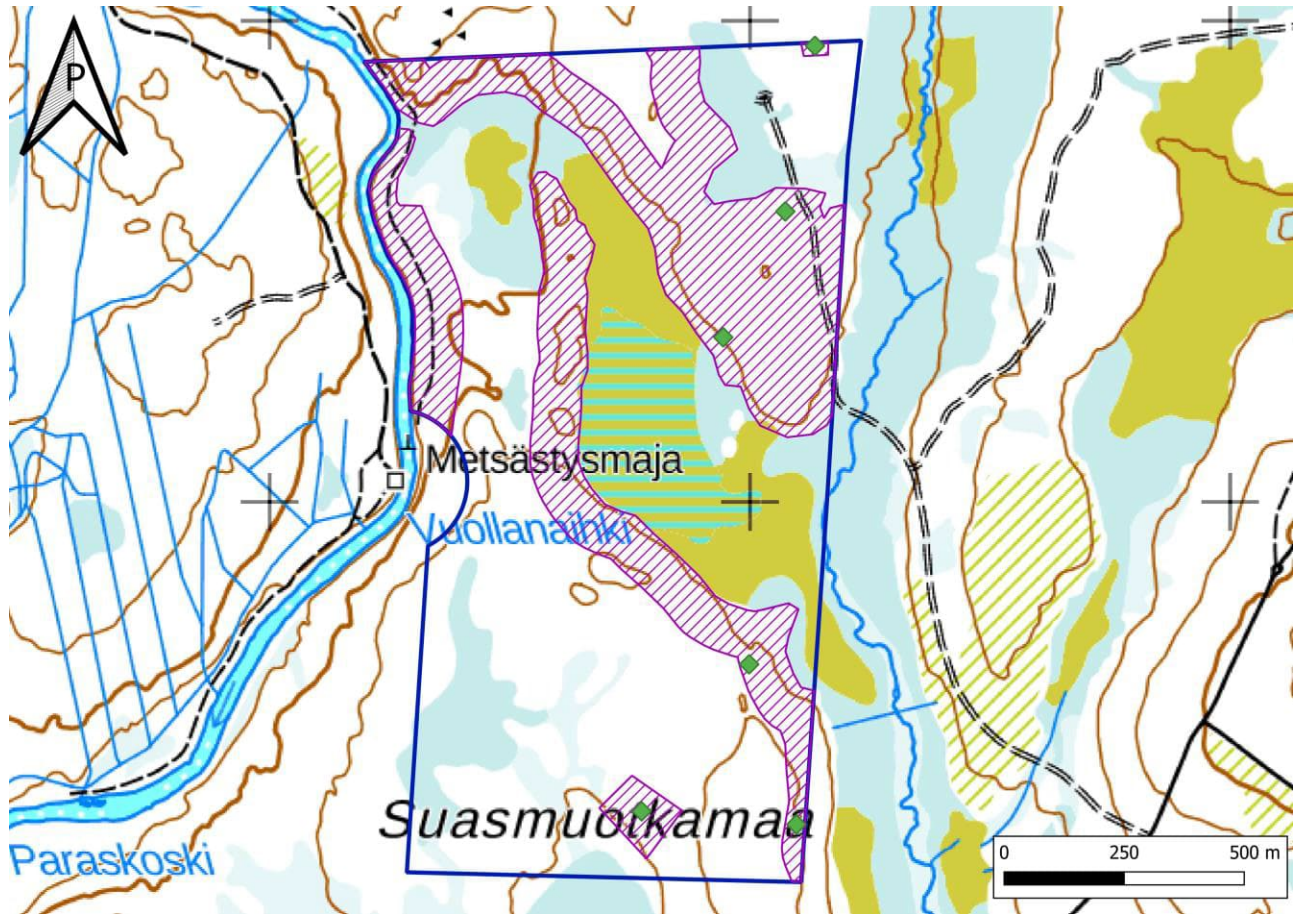 P
Metsästysmaja
Vuollanaihki
Suasmuotkamaa
Paraskoski
0 250 500 m